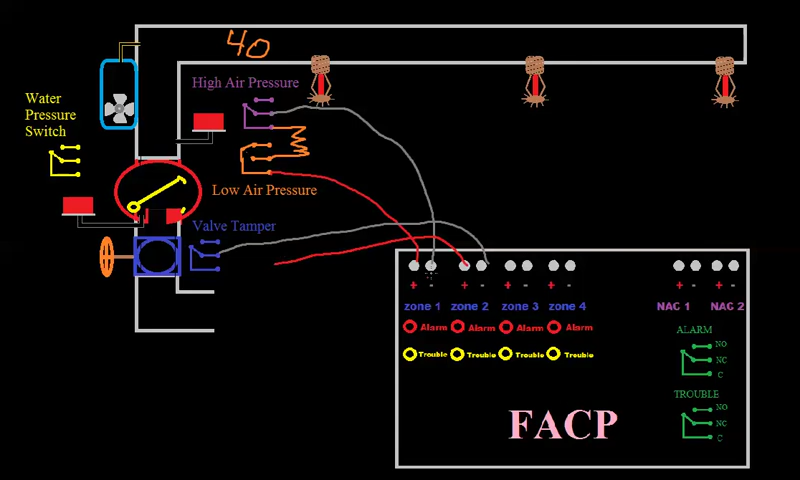 40
High Air Pressure
Water
Pressure
Switch
Low Air Pressure
Valve Tamper
+ - + - + - + - + - + -
zone 1 zone 2 zone 3 zone 4 NAC 1 NAC 2
Alarm Alarm Alarm Alarm
ALARM
NO
Trouble Trouble Trouble Trouble
NC
C
TROUBLE
NO
NC
C
FACP